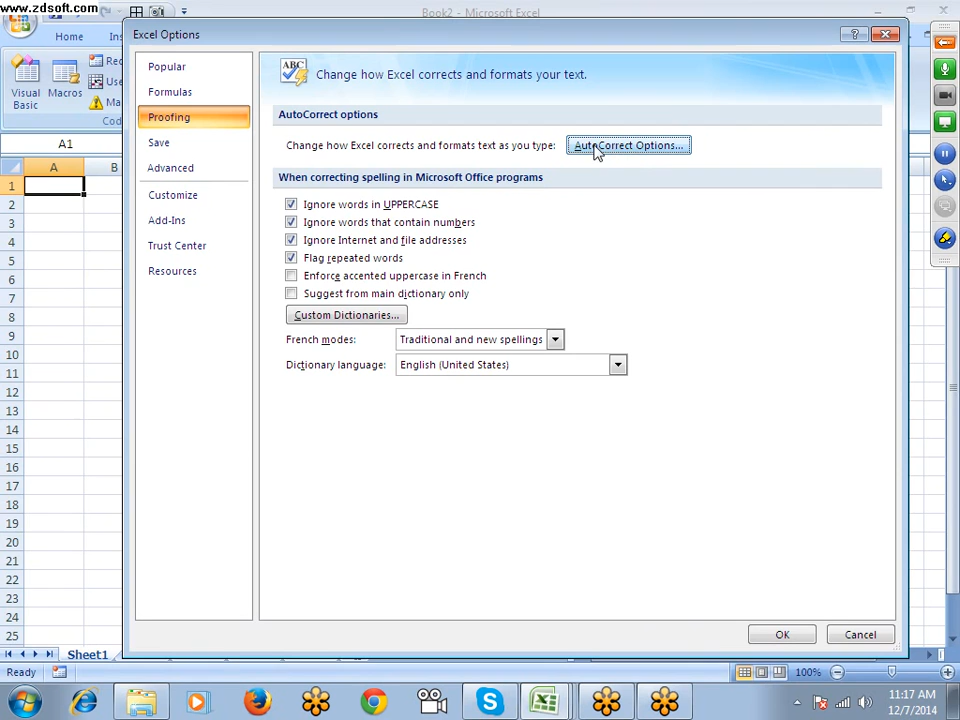 www.zdsoft.com
Book2 - Microsoft Excel
Excel Options
Home
Ins
Visual Basic
Macros
Rec
Use
Ma
Cod
A1
A
B
1
2
3
4
5
6
7
8
9
10
11
12
13
14
15
16
17
18
19
20
21
22
23
24
25
Popular
Formulas
Proofing
Save
Advanced
Customize
Add-Ins
Trust Center
Resources
ABC
Change how Excel corrects and formats your text.
AutoCorrect options
Change how Excel corrects and formats text as you type:
AutoCorrect Options...
When correcting spelling in Microsoft Office programs
Ignore words in UPPERCASE
Ignore words that contain numbers
Ignore Internet and file addresses
Flag repeated words
Enforce accented uppercase in French
Suggest from main dictionary only
Custom Dictionaries...
French modes:
Traditional and new spellings
Dictionary language:
English (United States)
OK
Cancel
Sheet1
Ready
100%
11:17 AM
12/7/2014